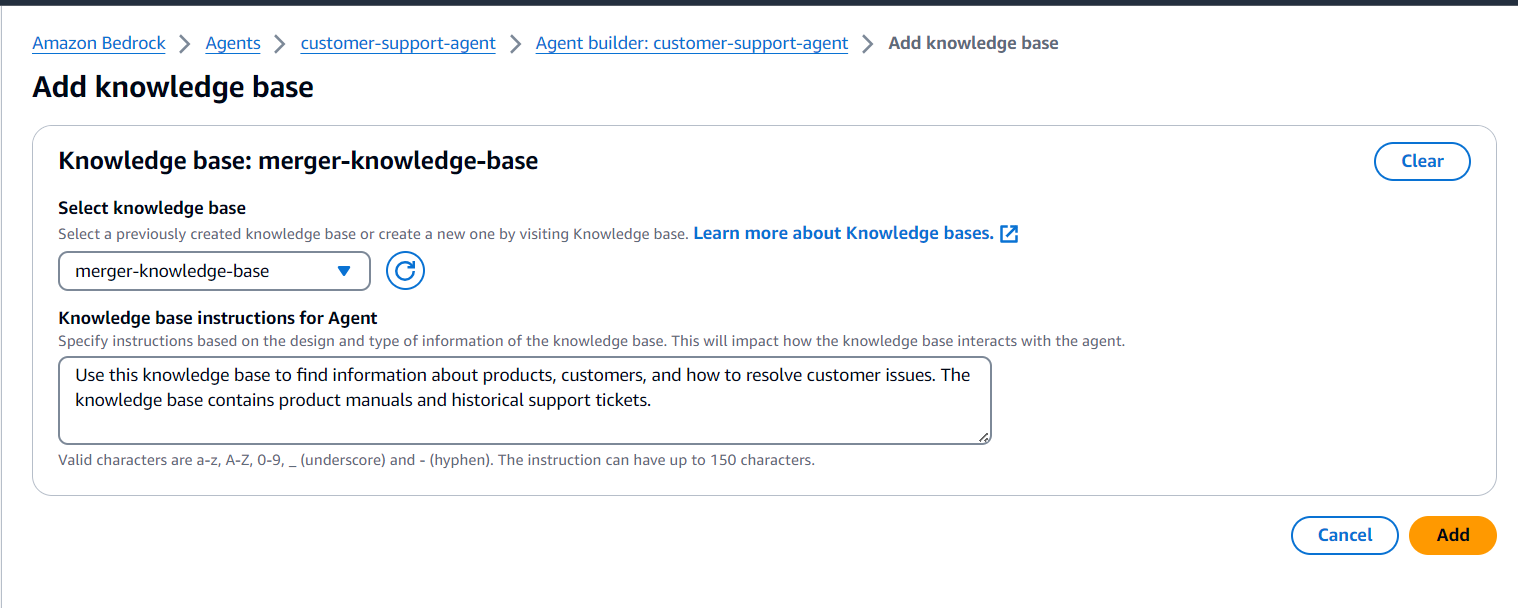 Amazon Bedrock > Agents > customer-support-agent > Agent builder: customer-support-agent > Add knowledge base
Add knowledge base
Knowledge base: merger-knowledge-base
Clear
Select knowledge base
Select a previously created knowledge base or create a new one by visiting Knowledge base. Learn more about Knowledge bases.
merger-knowledge-base
Knowledge base instructions for Agent
Specify instructions based on the design and type of information of the knowledge base. This will impact how the knowledge base interacts with the agent.
Use this knowledge base to find information about products, customers, and how to resolve customer issues. The
knowledge base contains product manuals and historical support tickets.
Valid characters are a-z, A-Z, 0-9, _ (underscore) and - (hyphen). The instruction can have up to 150 characters.
Cancel
Add